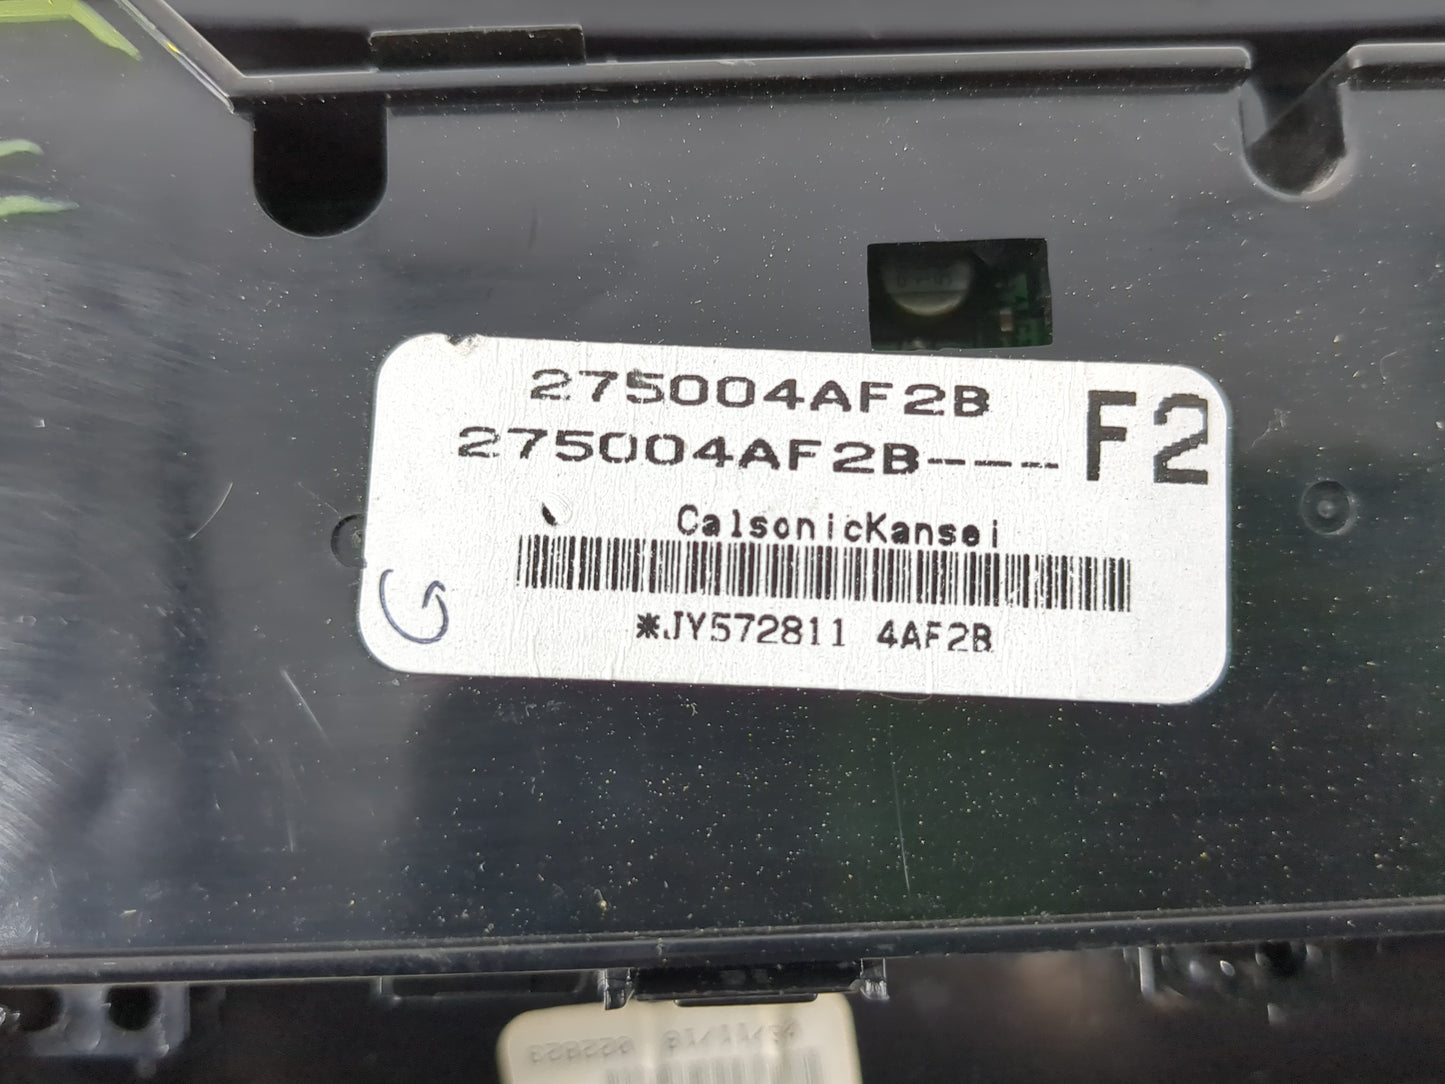 275004AF2B
275004AF2B----
F2
CalsonicKansei
*JY572811 4AF2B
G